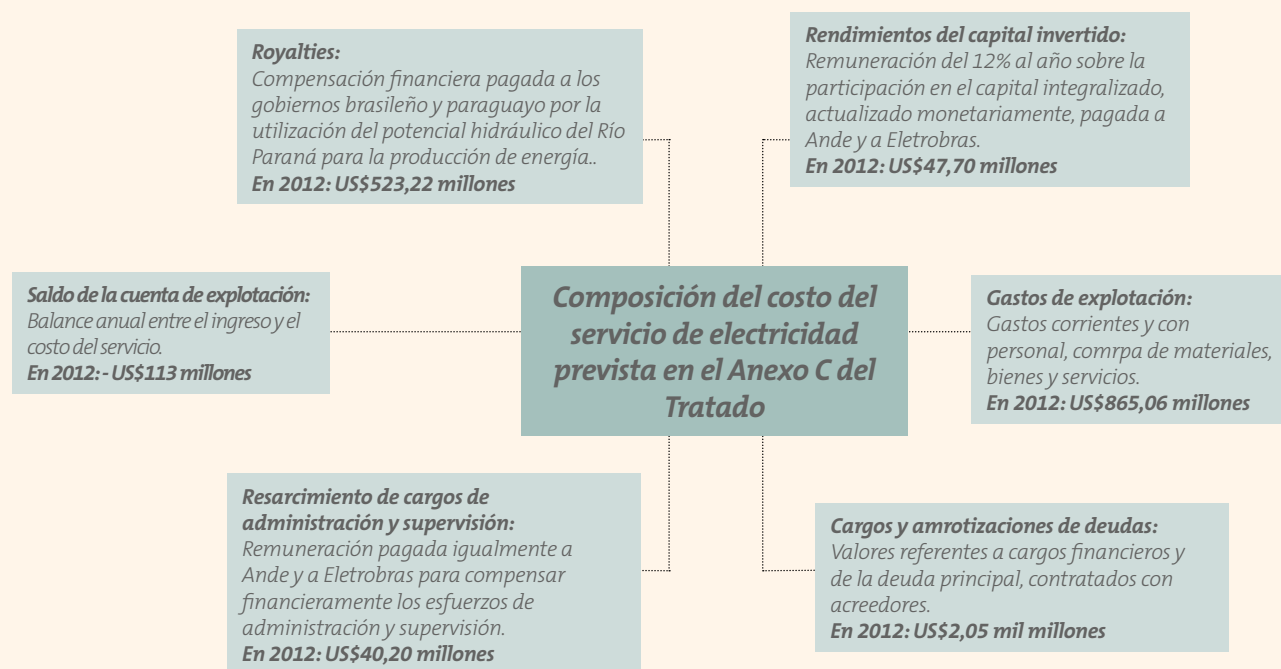 Royalties:
Compensación financiera pagada a los
gobiernos brasileño y paraguayo por la
utilización del potencial hidráulico del Río
Paraná para la producción de energía..
En 2012: US$523,22 millones
Rendimientos del capital invertido:
Remuneración del 12% al año sobre la
participación en el capital integralizado,
actualizado monetariamente, pagada a
Ande y a Eletrobras.
En 2012: US$47,70 millones
Saldo de la cuenta de explotación:
Balance anual entre el ingreso y el
costo del servicio.
En 2012: - US$113 millones
Composición del costo del
servicio de electricidad
prevista en el Anexo C del
Tratado
Gastos de explotación:
Gastos corrientes y con
personal, comrpa de materiales,
bienes y servicios.
En 2012: US$865,06 millones
Resarcimiento de cargos de
administración y supervisión:
Remuneración pagada igualmente a
Ande y a Eletrobras para compensar
financieramente los esfuerzos de
administración y supervisión.
En 2012: US$40,20 millones
Cargos y amrotizaciones de deudas:
Valores referentes a cargos financieros y
de la deuda principal, contratados con
acreedores.
En 2012: US$2,05 mil millones